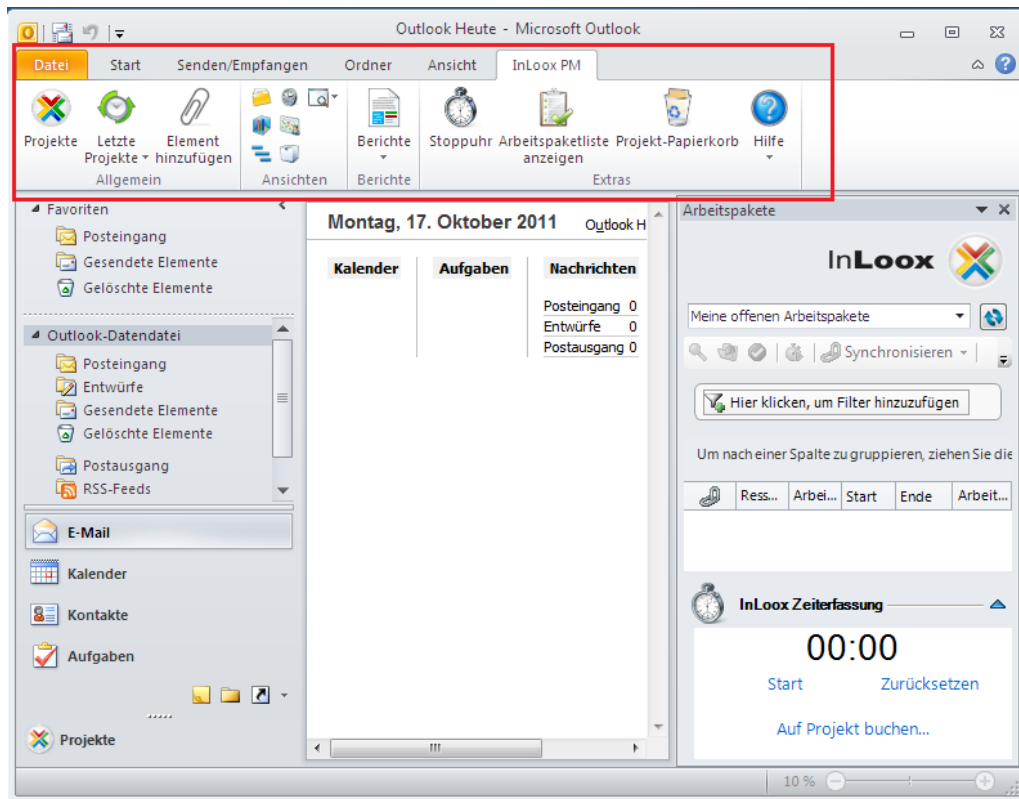 Outlook Heute - Microsoft Outlook
Datei Start Senden/Empfangen Ordner Ansicht InLoox PM
Projekte Letzte Projekte Element hinzufügen
Allgemein
Ansichten
Berichte
Berichte
Stoppuhr Arbeitspaketliste anzeigen Projekt-Papierkorb Hilfe
Extras
Favoriten
Posteingang
Gesendete Elemente
Gelöschte Elemente
Outlook-Datendatei
Posteingang
Entwürfe
Gesendete Elemente
Gelöschte Elemente
Postausgang
RSS-Feeds
E-Mail
Kalender
Kontakte
Aufgaben
Projekte
Montag, 17. Oktober 2011 Outlook H
Kalender Aufgaben Nachrichten
Posteingang 0
Entwürfe 0
Postausgang 0
Arbeitspakete
InLoox
Meine offenen Arbeitspakete
Synchronisieren
Hier klicken, um Filter hinzuzufügen
Um nach einer Spalte zu gruppieren, ziehen Sie die
Ress... Arbei... Start Ende Arbeit...
InLoox Zeiterfassung
00:00
Start Zurücksetzen
Auf Projekt buchen...
10 %